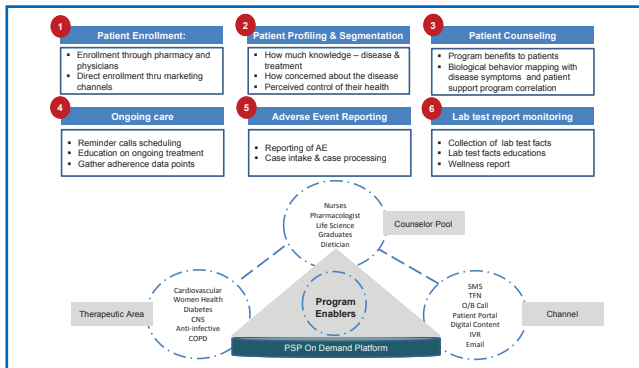 1
Patient Enrollment:
▪ Enrollment through pharmacy and
physicians
▪ Direct enrollment thru marketing
channels
2
Patient Profiling & Segmentation
▪ How much knowledge – disease &
treatment
▪ How concerned about the disease
▪ Perceived control of their health
3
Patient Counseling
▪ Program benefits to patients
▪ Biological behavior mapping with
disease symptoms and patient
support program correlation
4
Ongoing care
▪ Reminder calls scheduling
▪ Education on ongoing treatment
▪ Gather adherence data points
5
Adverse Event Reporting
▪ Reporting of AE
▪ Case intake & case processing
6
Lab test report monitoring
▪ Collection of lab test facts
▪ Lab test facts educations
▪ Wellness report
Nurses
Pharmacologist
Life Science
Graduates
Dietician
Counselor Pool
Therapeutic Area
Cardiovascular
Women Health
Diabetes
CNS
Anti-infective
COPD
Program
Enablers
SMS
TFN
O/B Call
Patient Portal
Digital Content
IVR
Email
Channel
PSP On Demand Platform